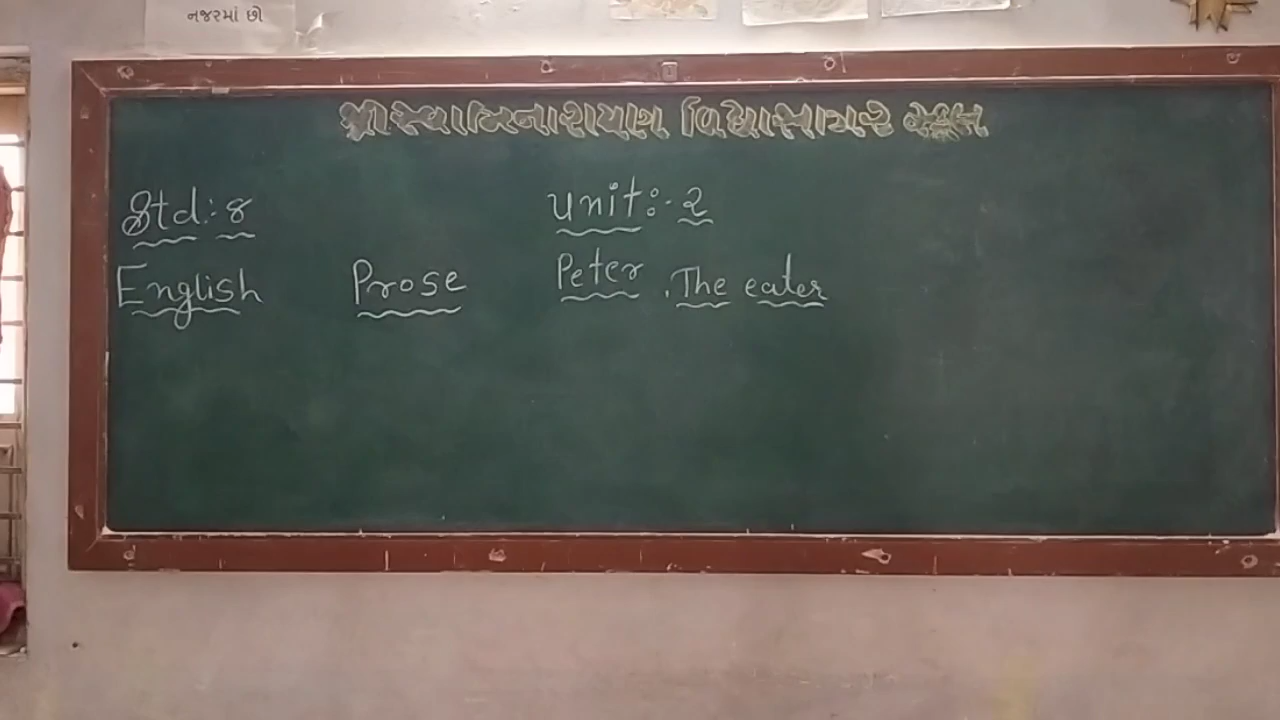 નજરમાં છો
શ્રી સ્વામિનારાયણ વિદ્યાસાગર સ્કૂલ
Std:- 8 unit:- ૨
English Prose Peter, The eater